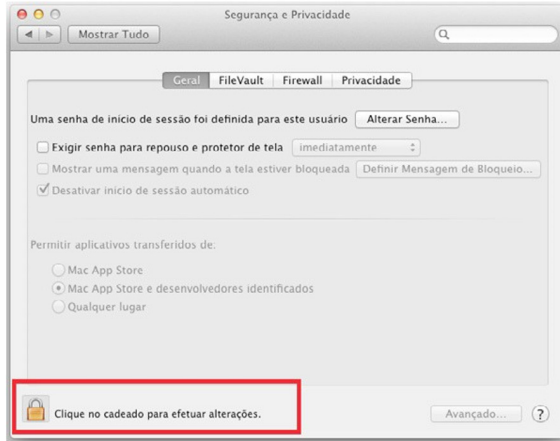 Segurança e Privacidade
Mostrar Tudo
Geral FileVault Firewall Privacidade
Uma senha de inicio de sessão foi definida para este usuário Alterar Senha...
Exigir senha para repouso e protetor de tela imediatamente
Mostrar uma mensagem quando a tela estiver bloqueada Definir Mensagem de Bloqueio...
Desativar inicio de sessão automático
Permitir aplicativos transferidos de:
Mac App Store
Mac App Store e desenvolvedores identificados
Qualquer lugar
Clique no cadeado para efetuar alterações. Avançado... ?